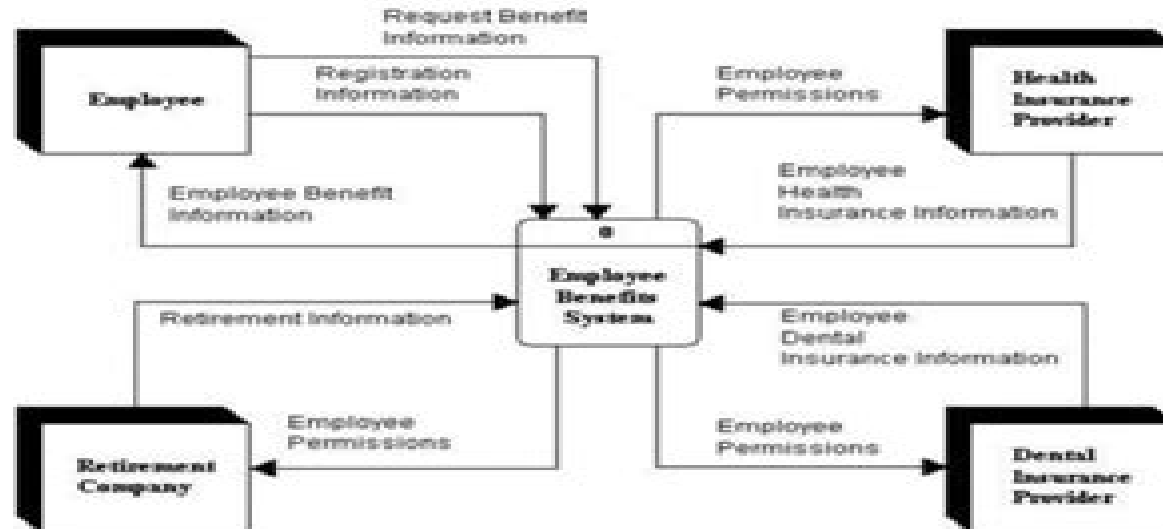 Request Benefit
Information
Registration
Information
Employee
Employee Benefit
Information
Employee
Permissions
Health
Insurance
Provider
Employee
Health
Insurance Information
0
Employee
Benefits
System
Retirement Information
Employee
Dental
Insurance Information
Employee
Permissions
Retirement
Company
Employee
Permissions
Dental
Insurance
Provider